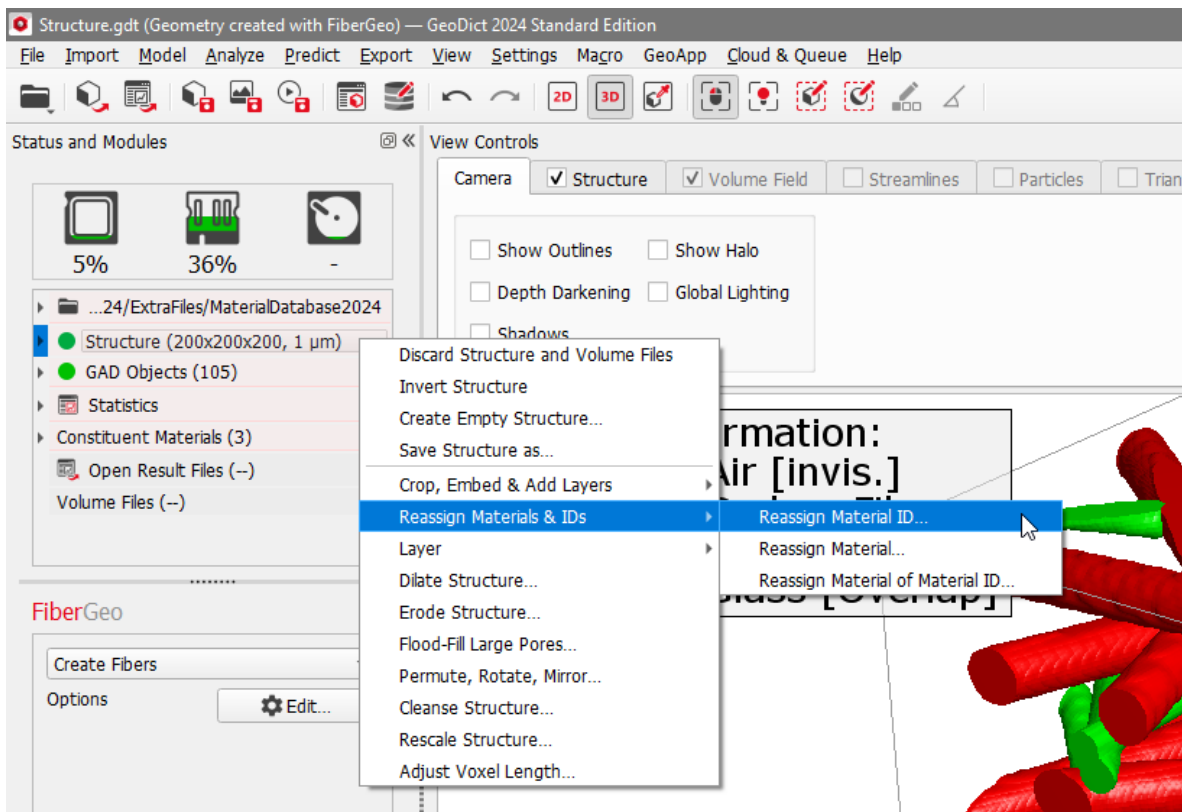 Structure.gdt (Geometry created with FiberGeo) — GeoDict 2024 Standard Edition
File Import Model Analyze Predict Export View Settings Macro GeoApp Cloud & Queue Help
2D 3D
Status and Modules
View Controls
Camera Structure Volume Field Streamlines Particles Trian
5% 36% -
Show Outlines Show Halo
Depth Darkening Global Lighting
Shadows
...24/ExtraFiles/MaterialDatabase2024
Structure (200x200x200, 1 µm)
GAD Objects (105)
Statistics
Constituent Materials (3)
Open Result Files (--)
Volume Files (--)
Discard Structure and Volume Files
Invert Structure
Create Empty Structure...
Save Structure as...
Crop, Embed & Add Layers
Reassign Materials & IDs
Layer
Dilate Structure...
Erode Structure...
Flood-Fill Large Pores...
Permute, Rotate, Mirror...
Cleanse Structure...
Rescale Structure...
Adjust Voxel Length...
Reassign Material ID...
Reassign Material...
Reassign Material of Material ID...
rmation:
Air [invis.]
Glass [Overlap]
FiberGeo
Create Fibers
Options Edit...